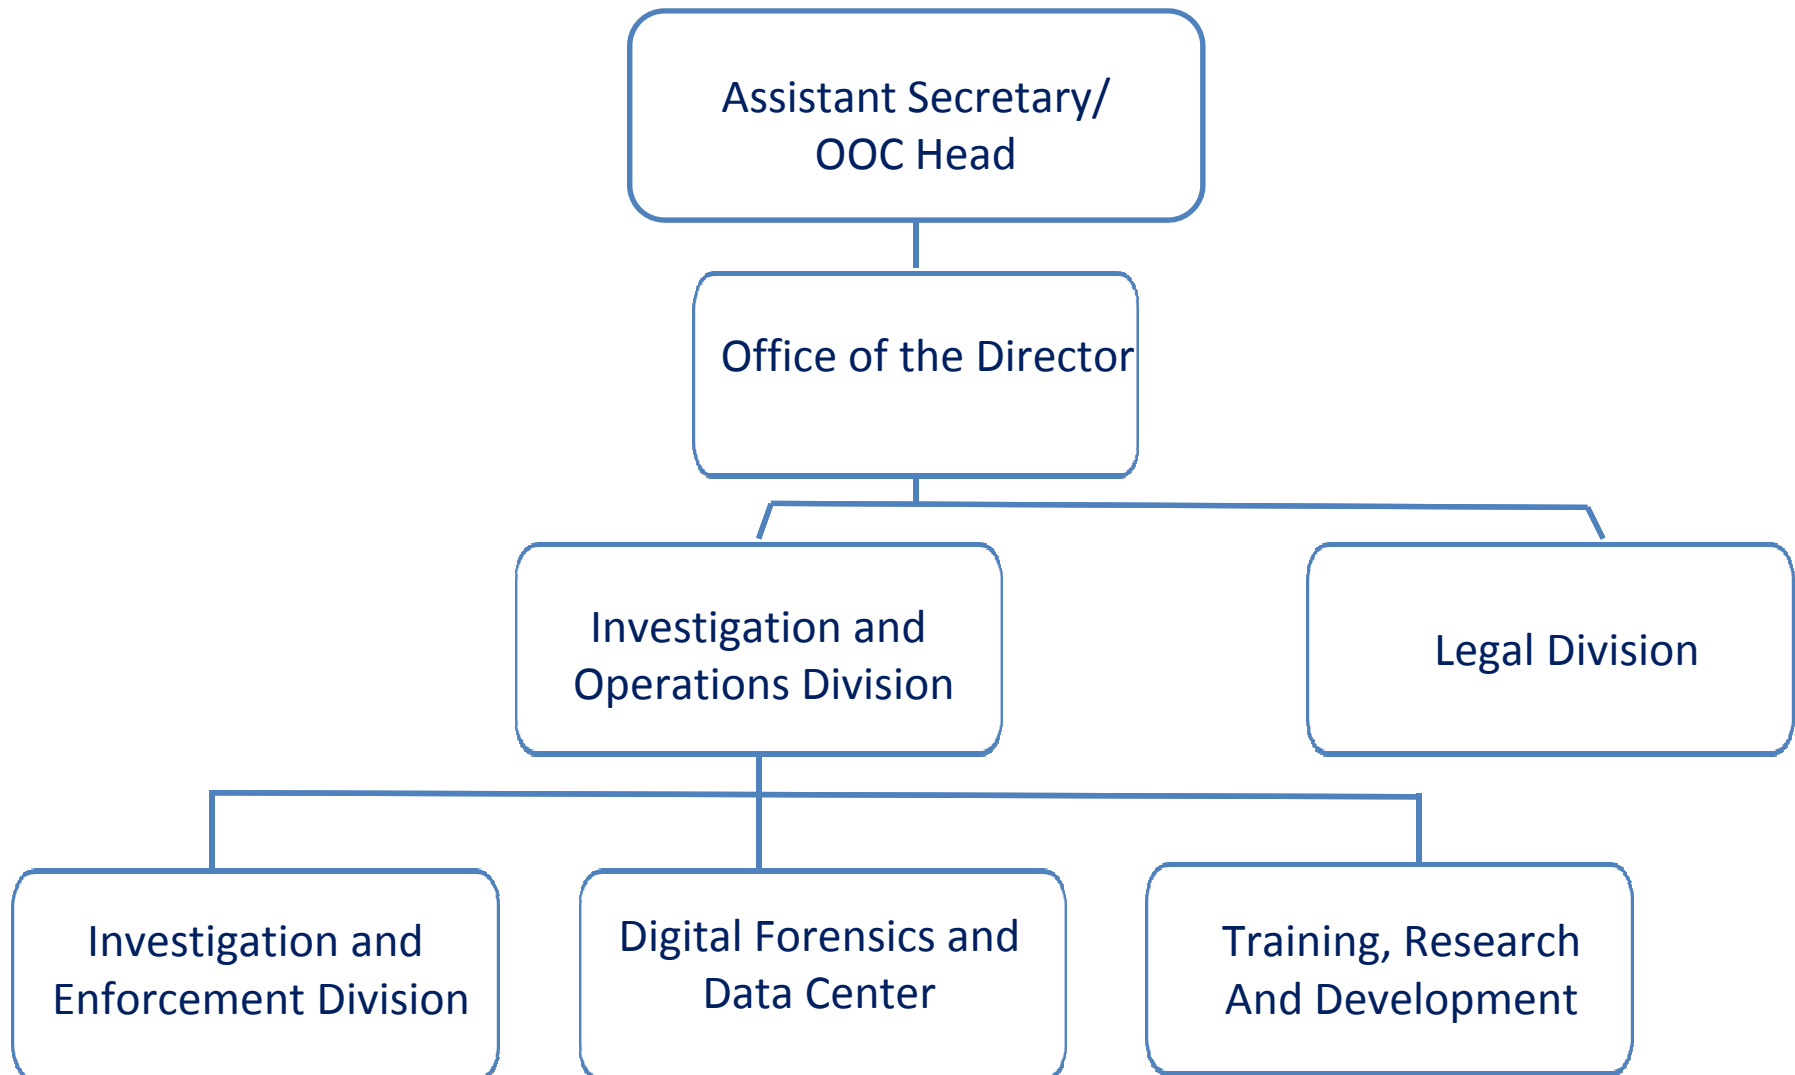 Assistant Secretary/
OOC Head
Office of the Director
Investigation and
Operations Division
Legal Division
Investigation and
Enforcement Division
Digital Forensics and
Data Center
Training, Research
And Development